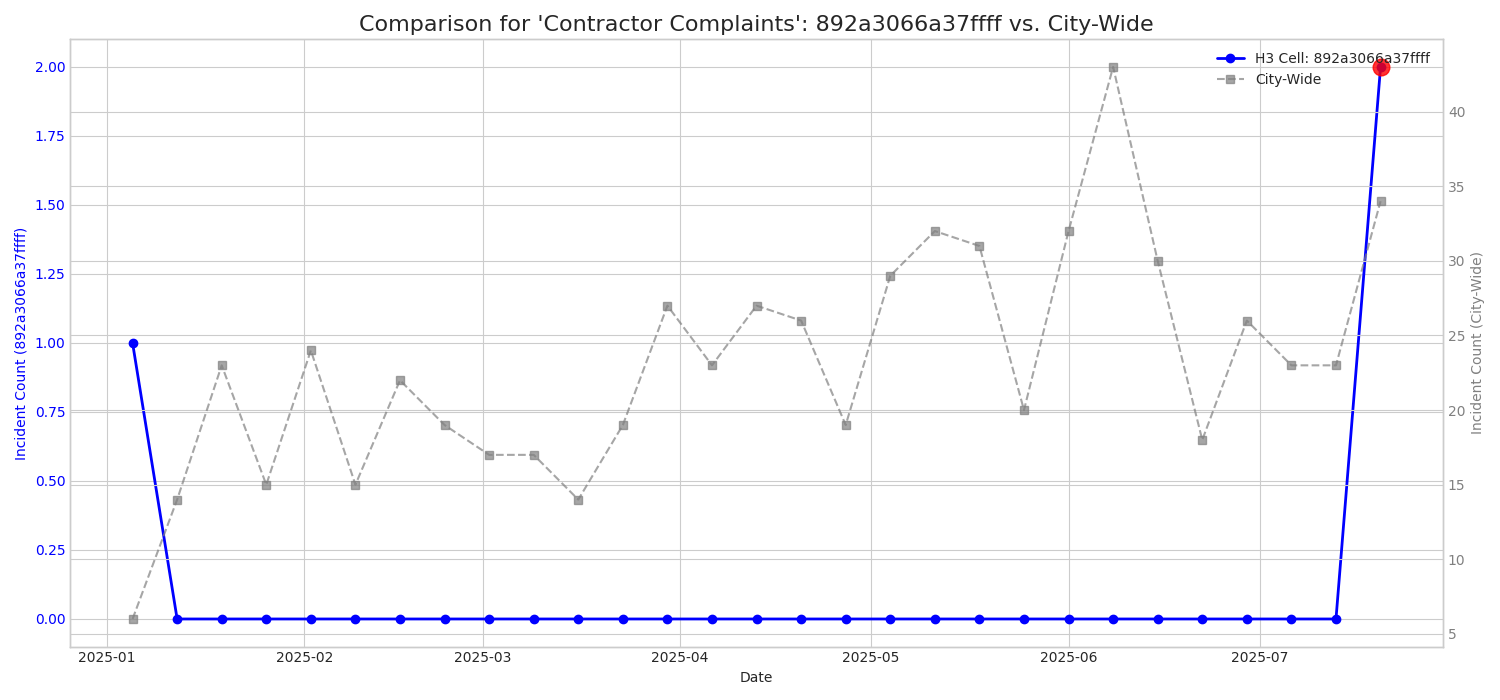 Comparison for 'Contractor Complaints': 892a3066a37ffff vs. City-Wide
H3 Cell: 892a3066a37ffff
City-Wide
Incident Count (892a3066a37ffff)
2.00
1.75
1.50
1.25
1.00
0.75
0.50
0.25
0.00
40
35
30
25
20
15
10
5
Incident Count (City-Wide)
2025-01 2025-02 2025-03 2025-04 2025-05 2025-06 2025-07
Date